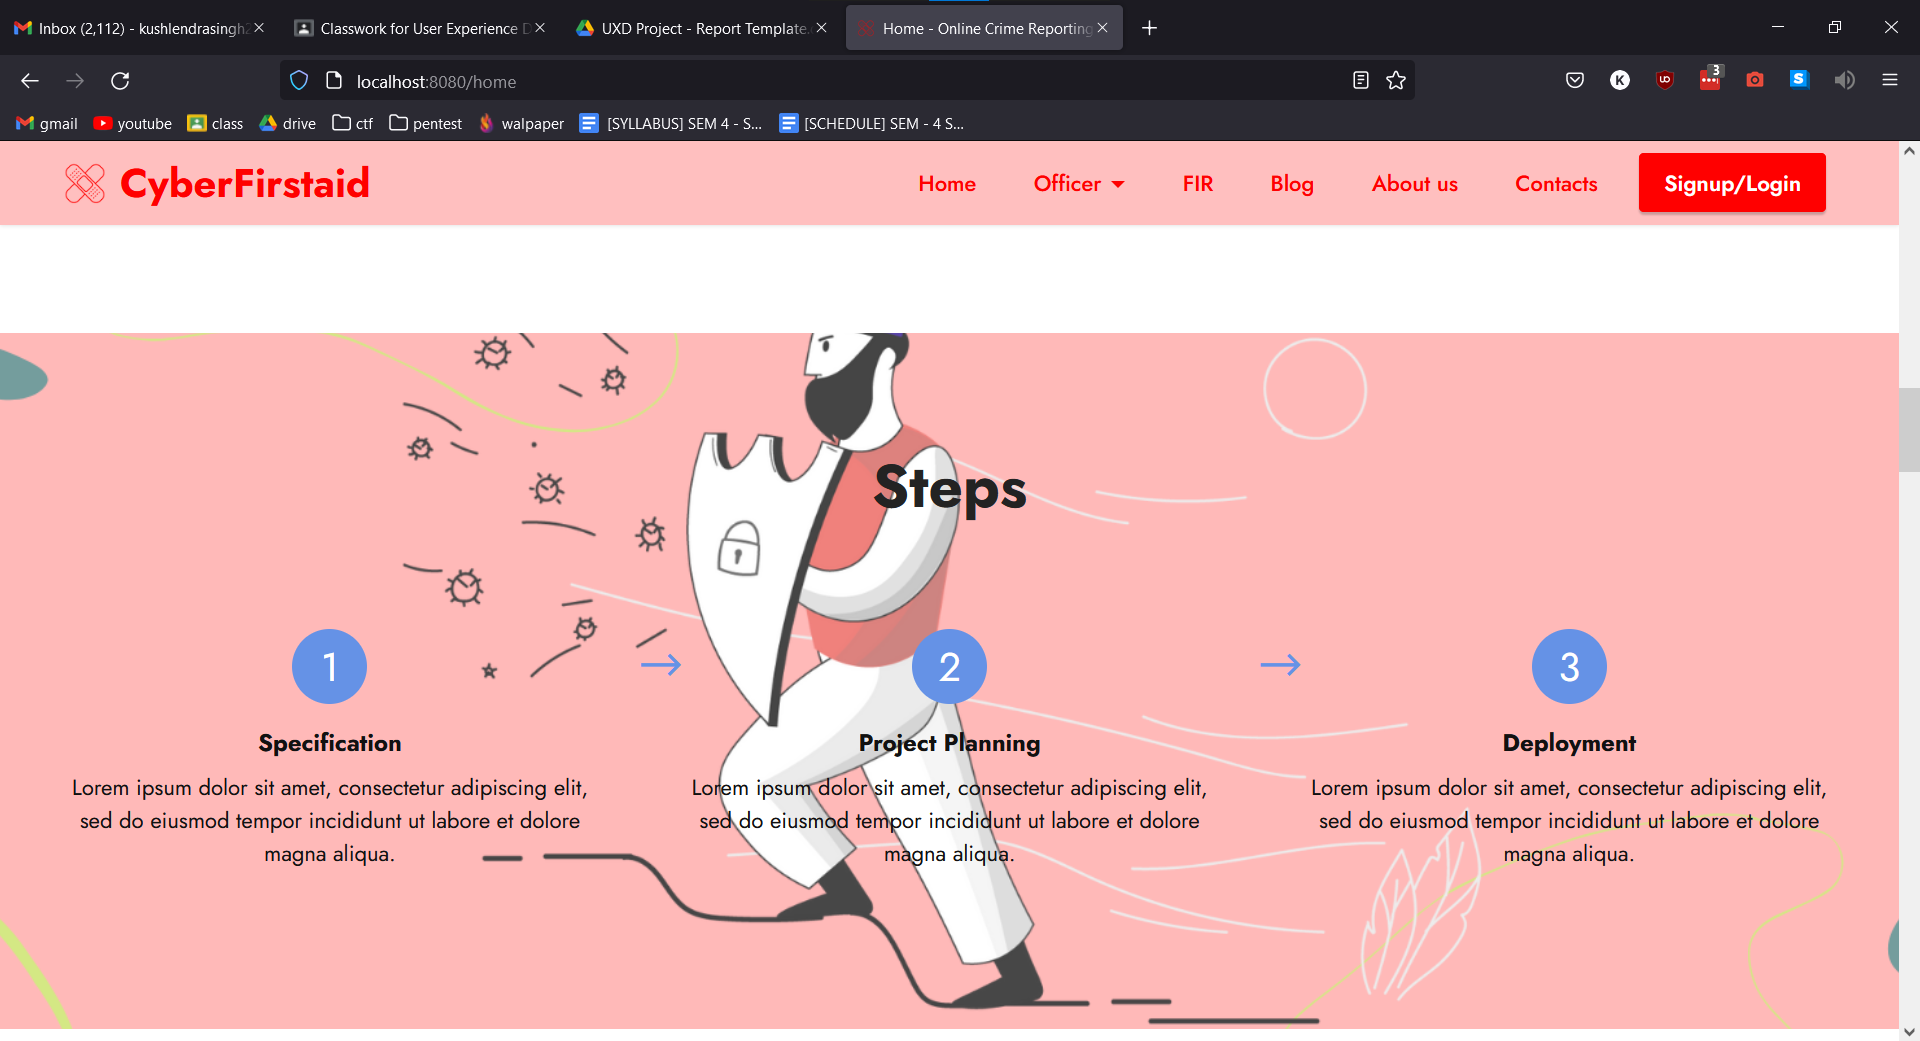 Inbox (2,112) - kushlendrasingh2
Classwork for User Experience D
UXD Project - Report Template.
Home - Online Crime Reporting
localhost:8080/home
K
UO
3
S
gmail
youtube
class
drive
ctf
pentest
walpaper
[SYLLABUS] SEM 4 - S...
[SCHEDULE] SEM - 4 S...
CyberFirstaid
Home
Officer
FIR
Blog
About us
Contacts
Signup/Login
Steps
1
2
3
Specification
Lorem ipsum dolor sit amet, consectetur adipiscing elit,
sed do eiusmod tempor incididunt ut labore et dolore
magna aliqua.
Project Planning
Lorem ipsum dolor sit amet, consectetur adipiscing elit,
sed do eiusmod tempor incididunt ut labore et dolore
magna aliqua.
Deployment
Lorem ipsum dolor sit amet, consectetur adipiscing elit,
sed do eiusmod tempor incididunt ut labore et dolore
magna aliqua.